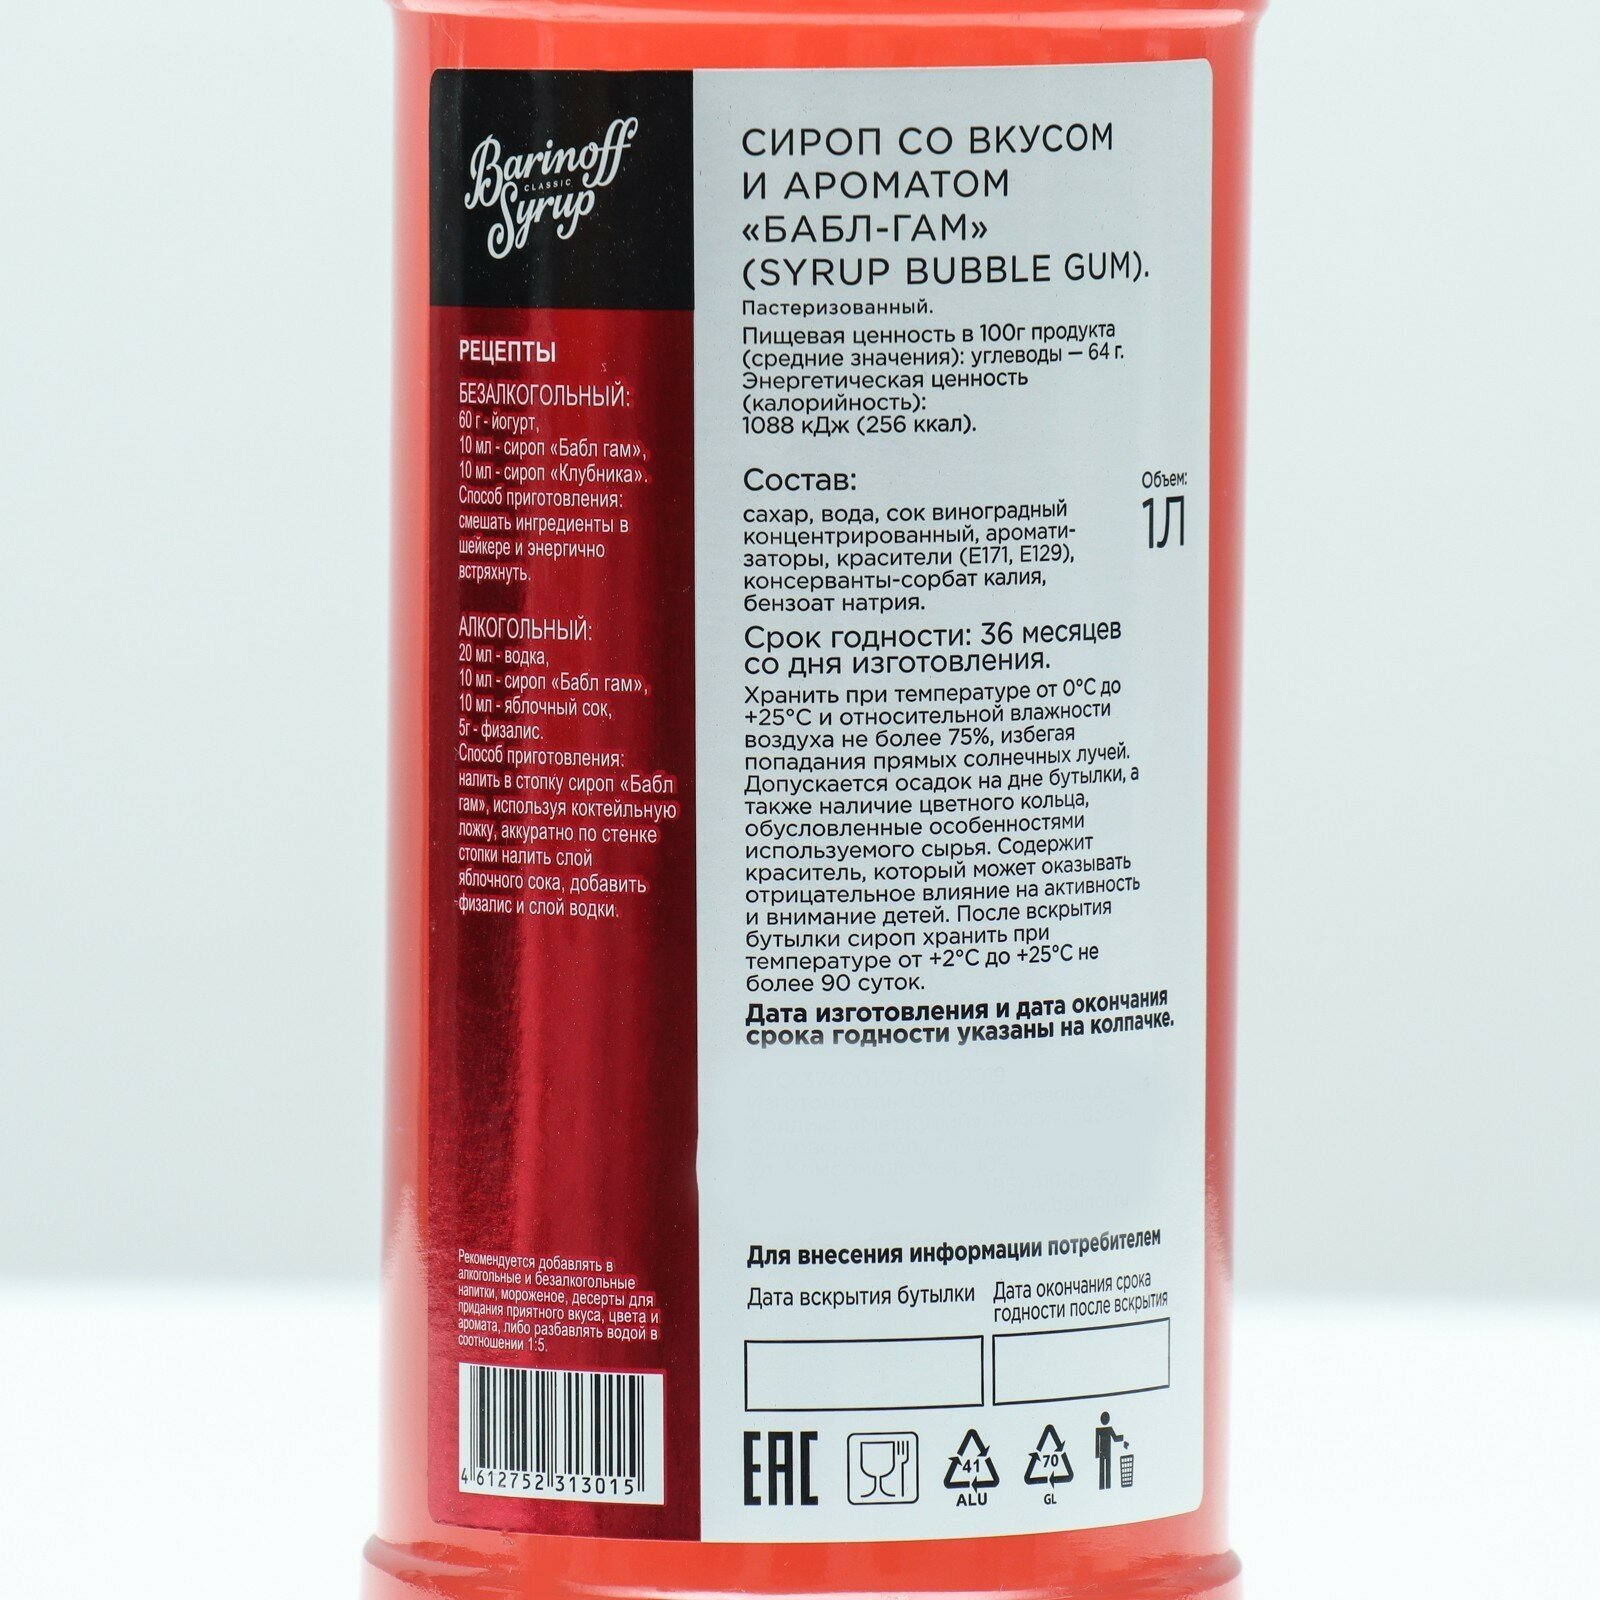 Barinoff
CLASSIC
Syrup
РЕЦЕПТЫ
БЕЗАЛКОГОЛЬНЫЙ:
60 г - йогурт,
10 мл - сироп «Бабл гам»,
10 мл - сироп «Клубника».
Способ приготовления:
смешать ингредиенты в
шейкере и энергично
встряхнуть.
АЛКОГОЛЬНЫЙ:
20 мл - водка,
10 мл - сироп «Бабл гам»,
10 мл - яблочный сок,
5г - физалис.
Способ приготовления:
налить в стопку сироп «Бабл
гам», используя коктейльную
ложку, аккуратно по стенке
стопки налить слой
яблочного сока, добавить
физалис и слой водки.
Рекомендуется добавлять в
алкогольные и безалкогольные
напитки, мороженое, десерты для
придания приятного вкуса, цвета и
аромата, либо разбавлять водой в
соотношении 1:5.
4 612752 313015
СИРОП СО ВКУСОМ
И АРОМАТОМ
«БАБЛ-ГАМ»
(SYRUP BUBBLE GUM).
Пастеризованный.
Пищевая ценность в 100г продукта
(средние значения): углеводы — 64 г.
Энергетическая ценность
(калорийность):
1088 кДж (256 ккал).
Состав:
сахар, вода, сок виноградный
концентрированный, аромати-
заторы, красители (Е171, Е129),
консерванты-сорбат калия,
бензоат натрия.
Объем:
1Л
Срок годности: 36 месяцев
со дня изготовления.
Хранить при температуре от 0°С до
+25°С и относительной влажности
воздуха не более 75%, избегая
попадания прямых солнечных лучей.
Допускается осадок на дне бутылки, а
также наличие цветного кольца,
обусловленные особенностями
используемого сырья. Содержит
краситель, который может оказывать
отрицательное влияние на активность
и внимание детей. После вскрытия
бутылки сироп хранить при
температуре от +2°С до +25°С не
более 90 суток.
Дата изготовления и дата окончания
срока годности указаны на колпачке.
Для внесения информации потребителем
Дата вскрытия бутылки
Дата окончания срока
годности после вскрытия
ЕАС
41
ALU
70
GL